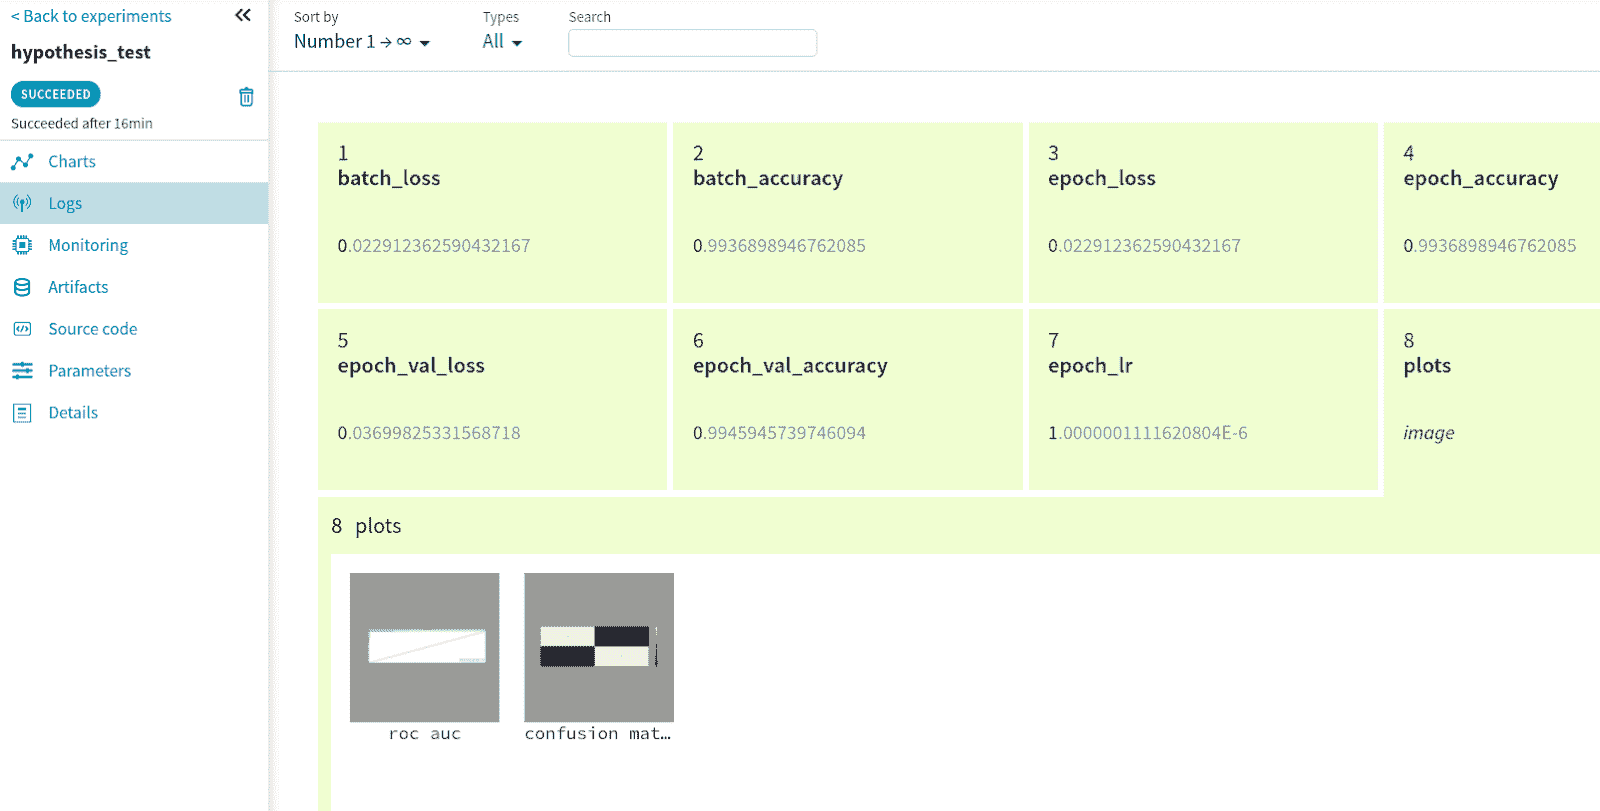 < Back to experiments
hypothesis_test
SUCCEEDED
Succeeded after 16min
Charts
Logs
Monitoring
Artifacts
Source code
Parameters
Details
Sort by
Number 1 → ∞
Types
All
Search
1
batch_loss
0.022912362590432167
2
batch_accuracy
0.9936898946762085
3
epoch_loss
0.022912362590432167
4
epoch_accuracy
0.9936898946762085
5
epoch_val_loss
0.03699825331568718
6
epoch_val_accuracy
0.9945945739746094
7
epoch_lr
1.0000001111620804E-6
8
plots
image
8 plots
roc auc
confusion mat…